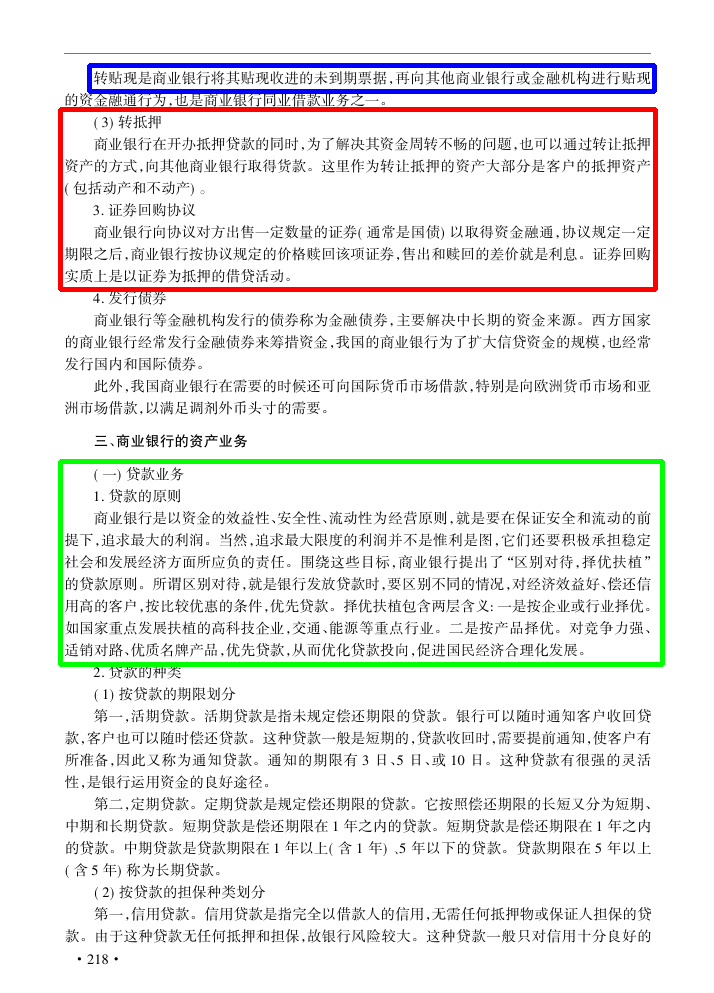 转贴现是商业银行将其贴现收进的未到期票据,再向其他商业银行或金融机构进行贴现
的资金融通行为,也是商业银行同业借款业务之一。
(3)转抵押
商业银行在开办抵押贷款的同时,为了解决其资金周转不畅的问题,也可以通过转让抵押
资产的方式,向其他商业银行取得贷款。这里作为转让抵押的资产大部分是客户的抵押资产
(包括动产和不动产)。
3. 证券回购协议
商业银行向协议对方出售一定数量的证券(通常是国债)以取得资金融通,协议规定一定
期限之后,商业银行按协议规定的价格赎回该项证券,售出和赎回的差价就是利息。证券回购
实质上是以证券为抵押的借贷活动。
4. 发行债券
商业银行等金融机构发行的债券称为金融债券,主要解决中长期的资金来源。西方国家
的商业银行经常发行金融债券来筹措资金,我国的商业银行为了扩大信贷资金的规模,也经常
发行国内和国际债券。
此外,我国商业银行在需要的时候还可向国际货币市场借款,特别是向欧洲货币市场和亚
洲市场借款,以满足调剂外币头寸的需要。
三、商业银行的资产业务
(一)贷款业务
1. 贷款的原则
商业银行是以资金的效益性、安全性、流动性为经营原则,就是要在保证安全和流动的前
提下,追求最大的利润。当然,追求最大限度的利润并不是惟利是图,它们还要积极承担稳定
社会和发展经济方面所应负的责任。围绕这些目标,商业银行提出了“区别对待,择优扶植”
的贷款原则。所谓区别对待,就是银行发放贷款时,要区别不同的情况,对经济效益好、偿还信
用高的客户,按比较优惠的条件,优先贷款。择优扶植包含两层含义:一是按企业或行业择优。
如国家重点发展扶植的高科技企业,交通、能源等重点行业。二是按产品择优。对竞争力强、
适销对路、优质名牌产品,优先贷款,从而优化贷款投向,促进国民经济合理化发展。
2. 贷款的种类
(1)按贷款的期限划分
第一,活期贷款。活期贷款是指未规定偿还期限的贷款。银行可以随时通知客户收回贷
款,客户也可以随时偿还贷款。这种贷款一般是短期的,贷款收回时,需要提前通知,使客户有
所准备,因此又称为通知贷款。通知的期限有 3 日、5 日、或 10 日。这种贷款有很强的灵活
性,是银行运用资金的良好途径。
第二,定期贷款。定期贷款是规定偿还期限的贷款。它按照偿还期限的长短又分为短期、
中期和长期贷款。短期贷款是偿还期限在 1 年之内的贷款。短期贷款是偿还期限在 1 年之内
的贷款。中期贷款是贷款期限在 1 年以上(含 1 年)、5 年以下的贷款。贷款期限在 5 年以上
(含 5 年)称为长期贷款。
(2)按贷款的担保种类划分
第一,信用贷款。信用贷款是指完全以借款人的信用,无需任何抵押物或保证人担保的贷
款。由于这种贷款无任何抵押和担保,故银行风险较大。这种贷款一般只对信用十分良好的
·218·